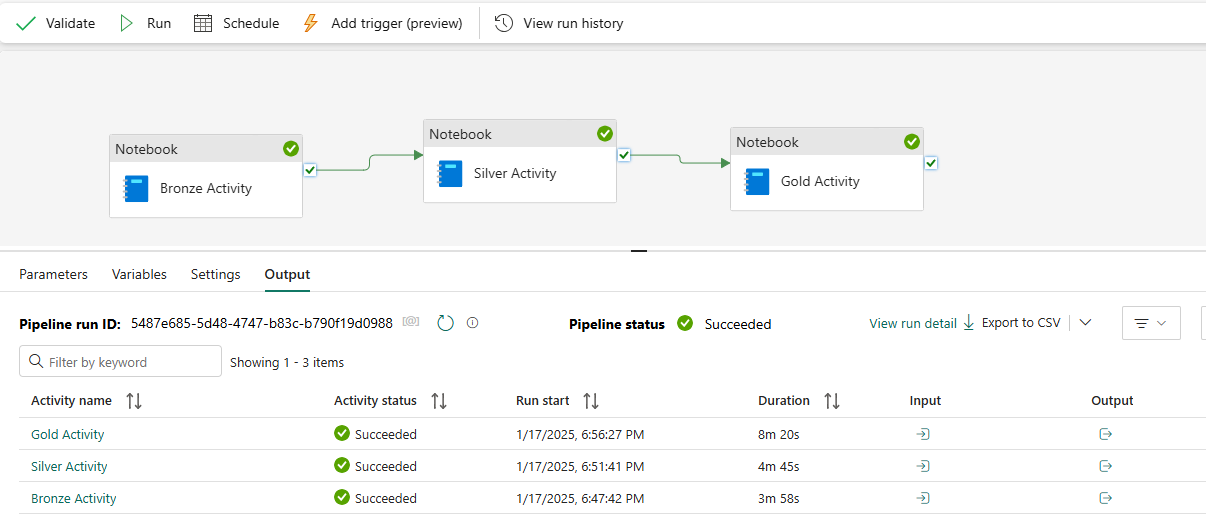 Validate Run Schedule Add trigger (preview) View run history
Notebook
Bronze Activity
Notebook
Silver Activity
Notebook
Gold Activity
Parameters Variables Settings Output
Pipeline run ID: 5487e685-5d48-4747-b83c-b790f19d0988 [@] Pipeline status Succeeded View run detail Export to CSV
Filter by keyword Showing 1 - 3 items
Activity name Activity status Run start Duration Input Output
Gold Activity Succeeded 1/17/2025, 6:56:27 PM 8m 20s
Silver Activity Succeeded 1/17/2025, 6:51:41 PM 4m 45s
Bronze Activity Succeeded 1/17/2025, 6:47:42 PM 3m 58s